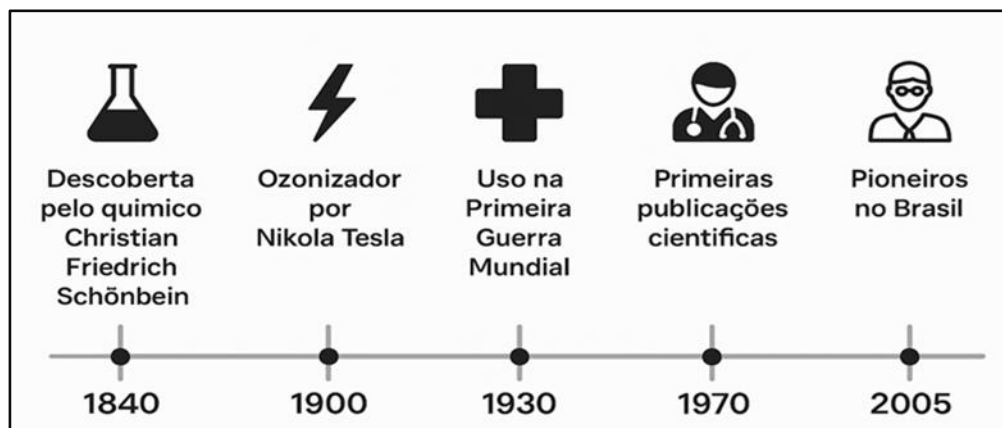 Descoberta
pelo quimico
Christian
Friedrich
Schönbein
Ozonizador
por
Nikola Tesla
Uso na
Primeira
Guerra
Mundial
Primeiras
publicações
cientificas
Pioneiros
no Brasil
1840
1900
1930
1970
2005